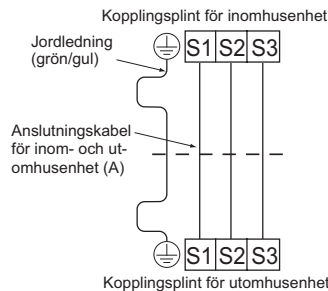 Kopplingsplint för inomhusenhet
Jordledning
(grön/gul)
S1 S2 S3
Anslutningskabel
för inom- och ut-
omhusenhet (A)
S1 S2 S3
Kopplingsplint för utomhusenhet